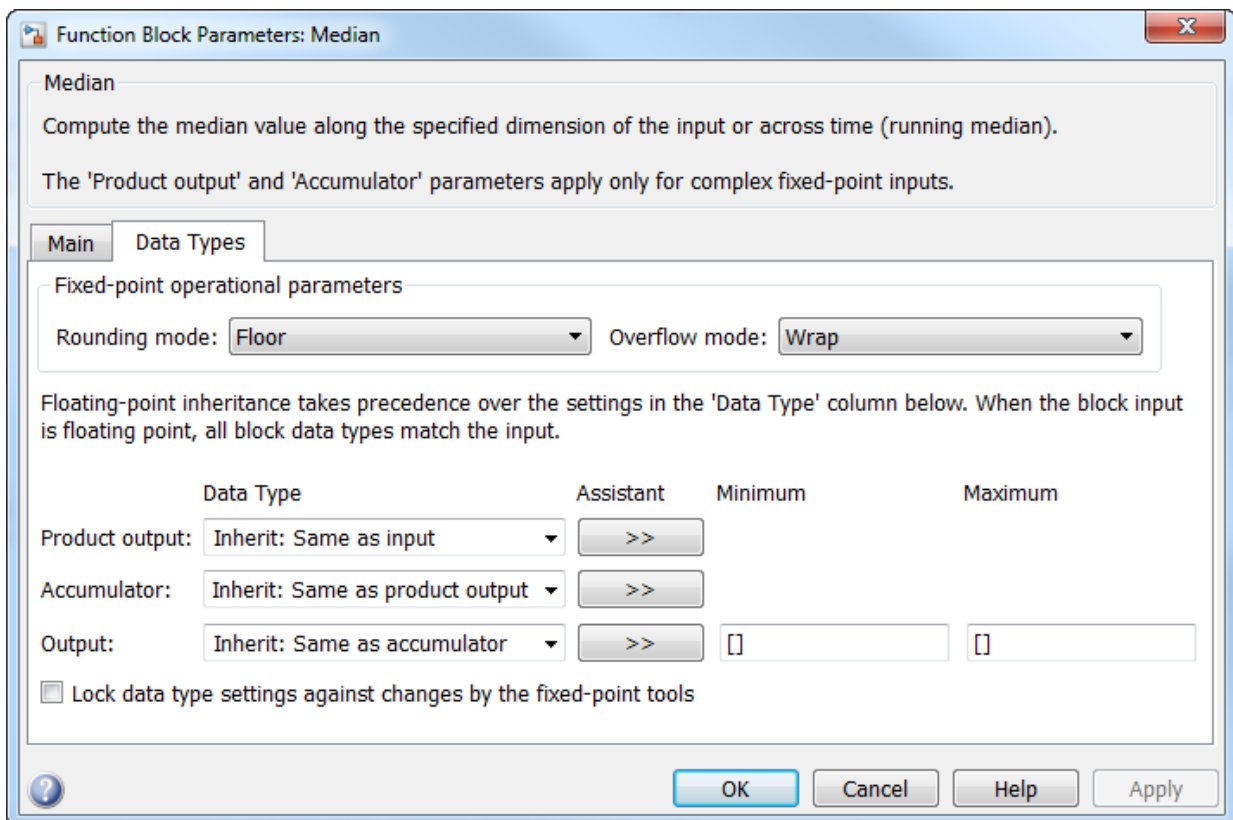 Function Block Parameters: Median
X
Median
Compute the median value along the specified dimension of the input or across time (running median).
The 'Product output' and 'Accumulator' parameters apply only for complex fixed-point inputs.
Main Data Types
Fixed-point operational parameters
Rounding mode: Floor Overflow mode: Wrap
Floating-point inheritance takes precedence over the settings in the 'Data Type' column below. When the block input
is floating point, all block data types match the input.
Data Type Assistant Minimum Maximum
Product output: Inherit: Same as input >>
Accumulator: Inherit: Same as product output >>
Output: Inherit: Same as accumulator >> [] []
Lock data type settings against changes by the fixed-point tools
? OK Cancel Help Apply